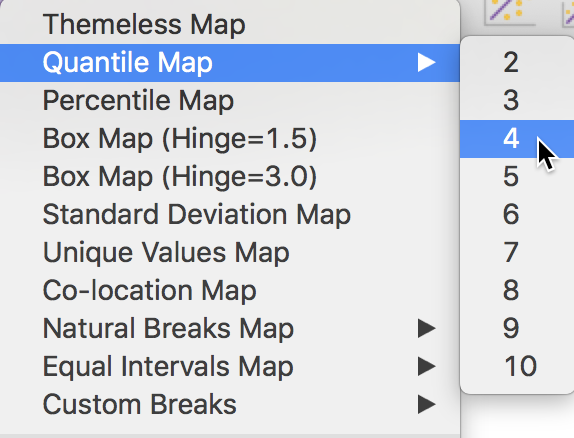 Themeless Map
Quantile Map
Percentile Map
Box Map (Hinge=1.5)
Box Map (Hinge=3.0)
Standard Deviation Map
Unique Values Map
Co-location Map
Natural Breaks Map
Equal Intervals Map
Custom Breaks
2
3
4
5
6
7
8
9
10